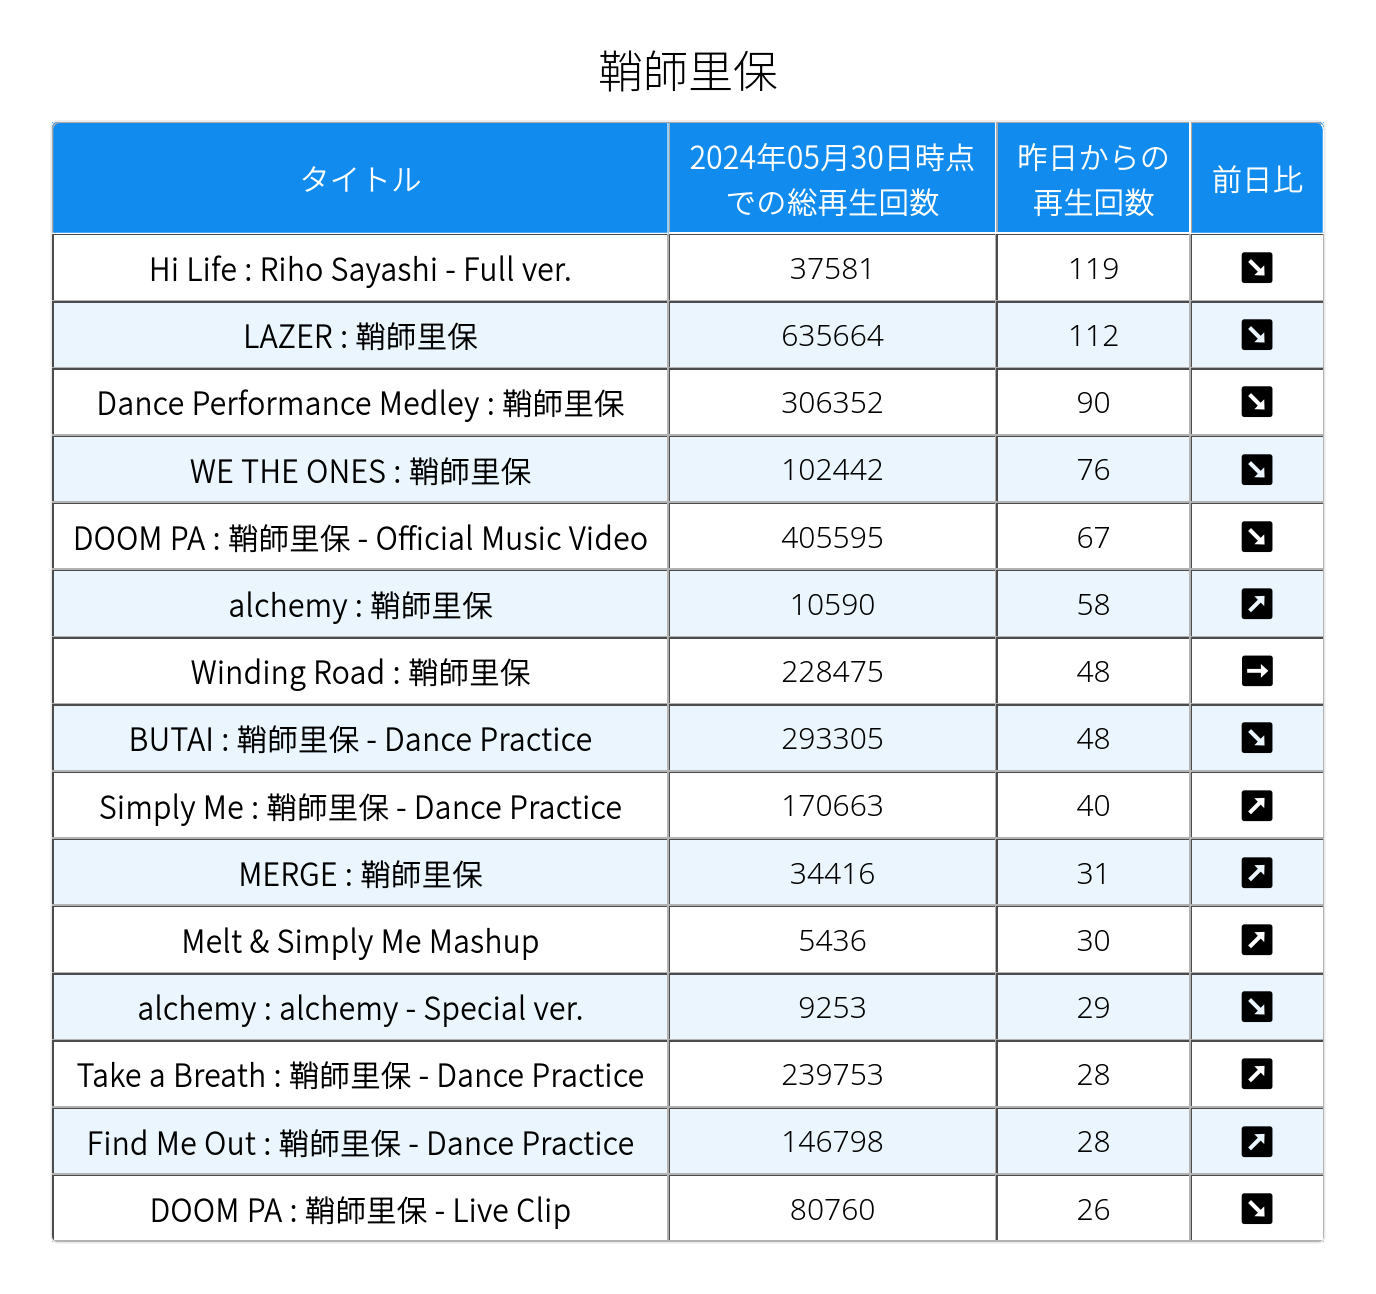 鞘師里保
タイトル 2024年05月30日時点 昨日からの 前日比
での総再生回数 再生回数
Hi Life : Riho Sayashi - Full ver. 37581 119 ↘
LAZER : 鞘師里保 635664 112 ↘
Dance Performance Medley : 鞘師里保 306352 90 ↘
WE THE ONES : 鞘師里保 102442 76 ↘
DOOM PA : 鞘師里保 - Official Music Video 405595 67 ↘
alchemy : 鞘師里保 10590 58 ↗
Winding Road : 鞘師里保 228475 48 →
BUTAI : 鞘師里保 - Dance Practice 293305 48 ↘
Simply Me : 鞘師里保 - Dance Practice 170663 40 ↗
MERGE : 鞘師里保 34416 31 ↗
Melt & Simply Me Mashup 5436 30 ↗
alchemy : alchemy - Special ver. 9253 29 ↘
Take a Breath : 鞘師里保 - Dance Practice 239753 28 ↗
Find Me Out : 鞘師里保 - Dance Practice 146798 28 ↗
DOOM PA : 鞘師里保 - Live Clip 80760 26 ↘